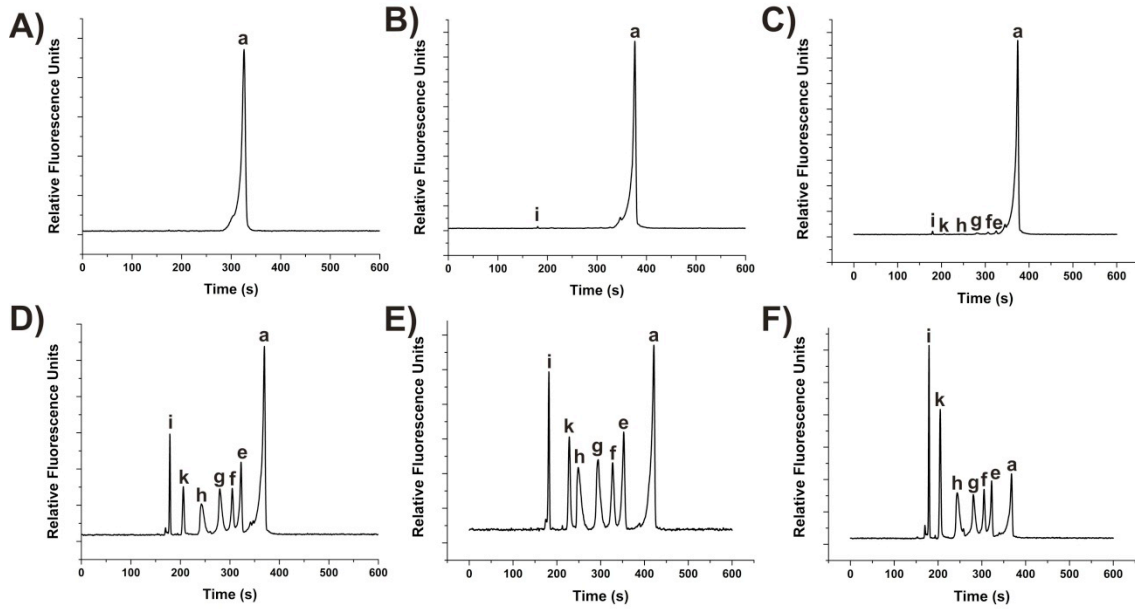 A)
a
Relative Fluorescence Units
0 100 200 300 400 500 600
Time (s)
B)
a
i
Relative Fluorescence Units
0 100 200 300 400 500 600
Time (s)
C)
a
i k h g f e
Relative Fluorescence Units
0 100 200 300 400 500 600
Time (s)
D)
a
i
k h g f e
Relative Fluorescence Units
0 100 200 300 400 500 600
Time (s)
E)
a
i
k h g f e
Relative Fluorescence Units
0 100 200 300 400 500 600
Time (s)
F)
i
k
h g f e a
Relative Fluorescence Units
0 100 200 300 400 500 600
Time (s)